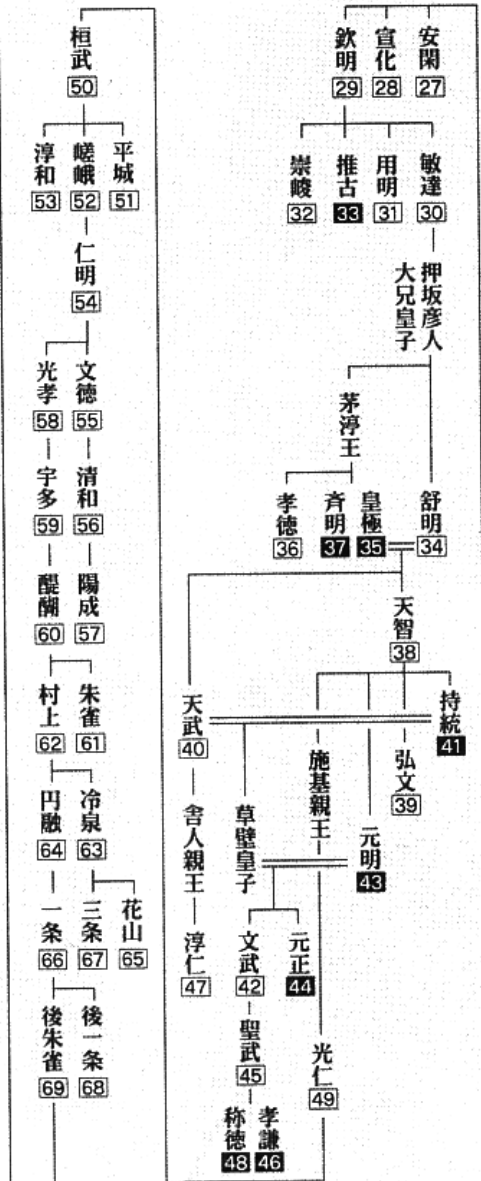 安閑 27
宣化 28
欽明 29
敏達 30
用明 31
推古 33
崇峻 32
押坂彦人
大兄皇子
茅渟王
舒明 34
皇極 35
斉明 37
孝徳 36
天智 38
持統 41
弘文 39
元明 43
施基親王
草壁皇子
天武 40
舎人親王
淳仁 47
元正 44
文武 42
聖武 45
孝謙 46
称徳 48
光仁 49
桓武 50
平城 51
嵯峨 52
淳和 53
仁明 54
文徳 55
光孝 58
清和 56
宇多 59
陽成 57
醍醐 60
朱雀 61
村上 62
冷泉 63
円融 64
花山 65
三条 67
一条 66
後一条 68
後朱雀 69